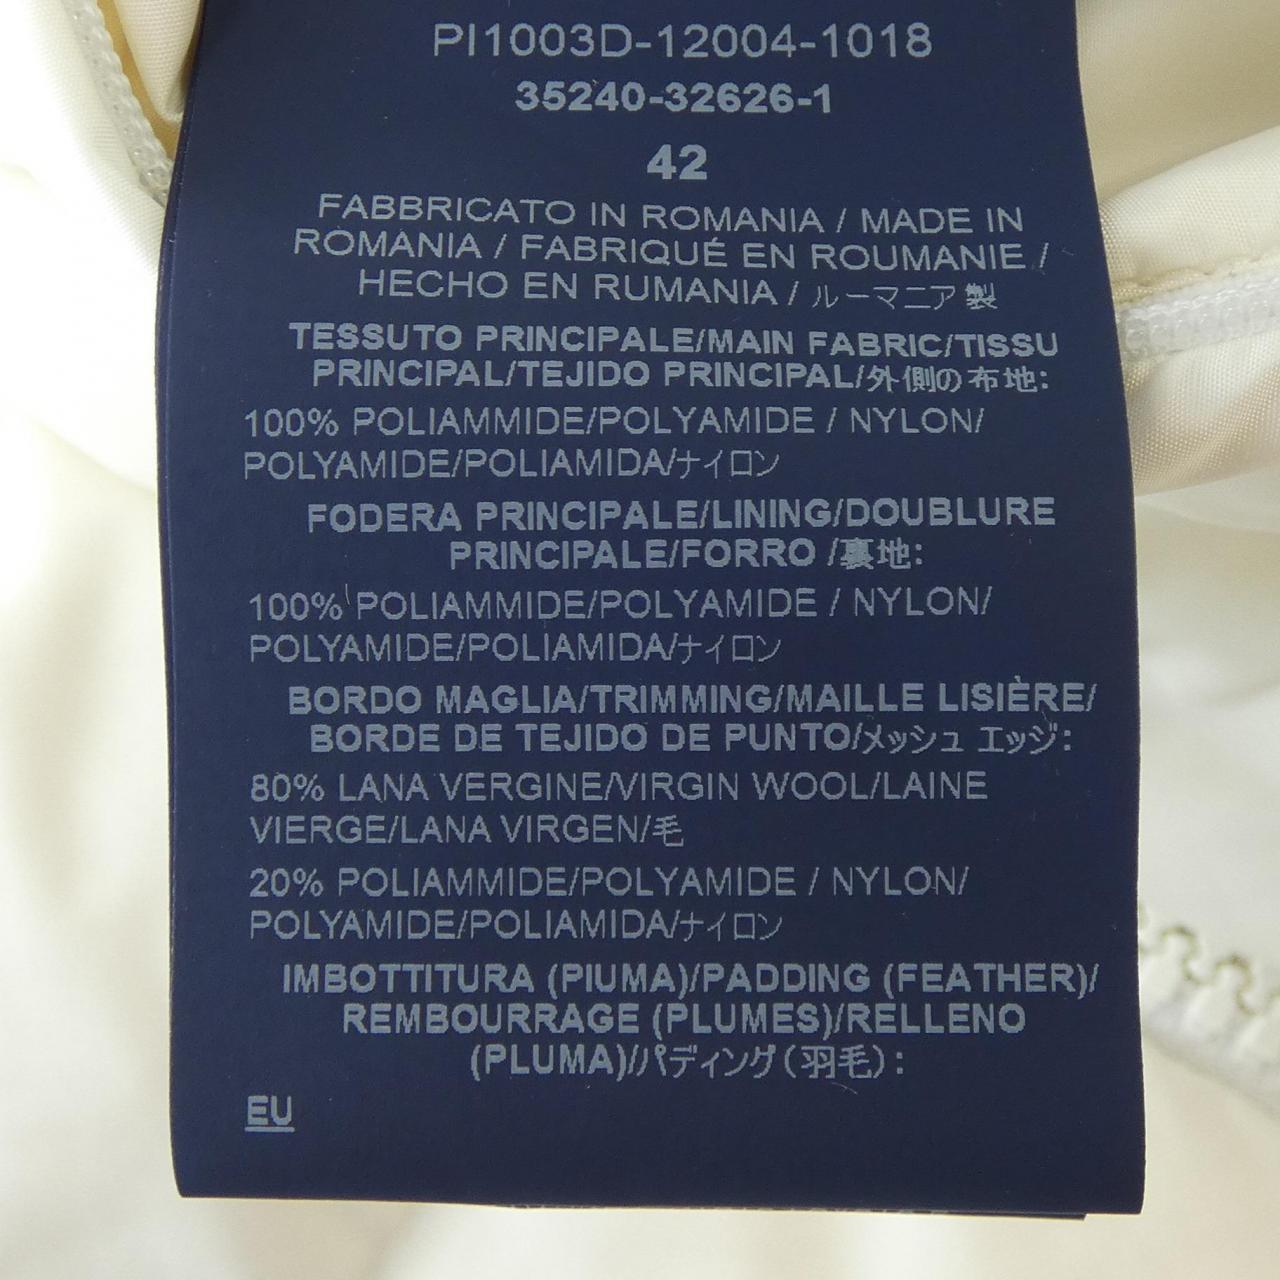 PI1003D-12004-1018
35240-32626-1
42
FABBRICATO IN ROMANIA / MADE IN
ROMANIA / FABRIQUÉ EN ROUMANIE /
HECHO EN RUMANIA / ルーマニア 製
TESSUTO PRINCIPALE/MAIN FABRIC/TISSU
PRINCIPAL/TEJIDO PRINCIPAL/外側の布地:
100% POLIAMMIDE/POLYAMIDE / NYLON/
POLYAMIDE/POLIAMIDA/ナイロン
FODERA PRINCIPALE/LINING/DOUBLURE
PRINCIPALE/FORRO /裏地:
100% POLIAMMIDE/POLYAMIDE / NYLON/
POLYAMIDE/POLIAMIDA/ナイロン
BORDO MAGLIA/TRIMMING/MAILLE LISIÈRE/
BORDE DE TEJIDO DE PUNTO/メッシュ エッジ:
80% LANA VERGINE/VIRGIN WOOL/LAINE
VIERGE/LANA VIRGEN/毛
20% POLIAMMIDE/POLYAMIDE / NYLON/
POLYAMIDE/POLIAMIDA/ナイロン
IMBOTTITURA (PIUMA)/PADDING (FEATHER)/
REMBOURRAGE (PLUMES)/RELLENO
(PLUMA)/パディング(羽毛):
EU